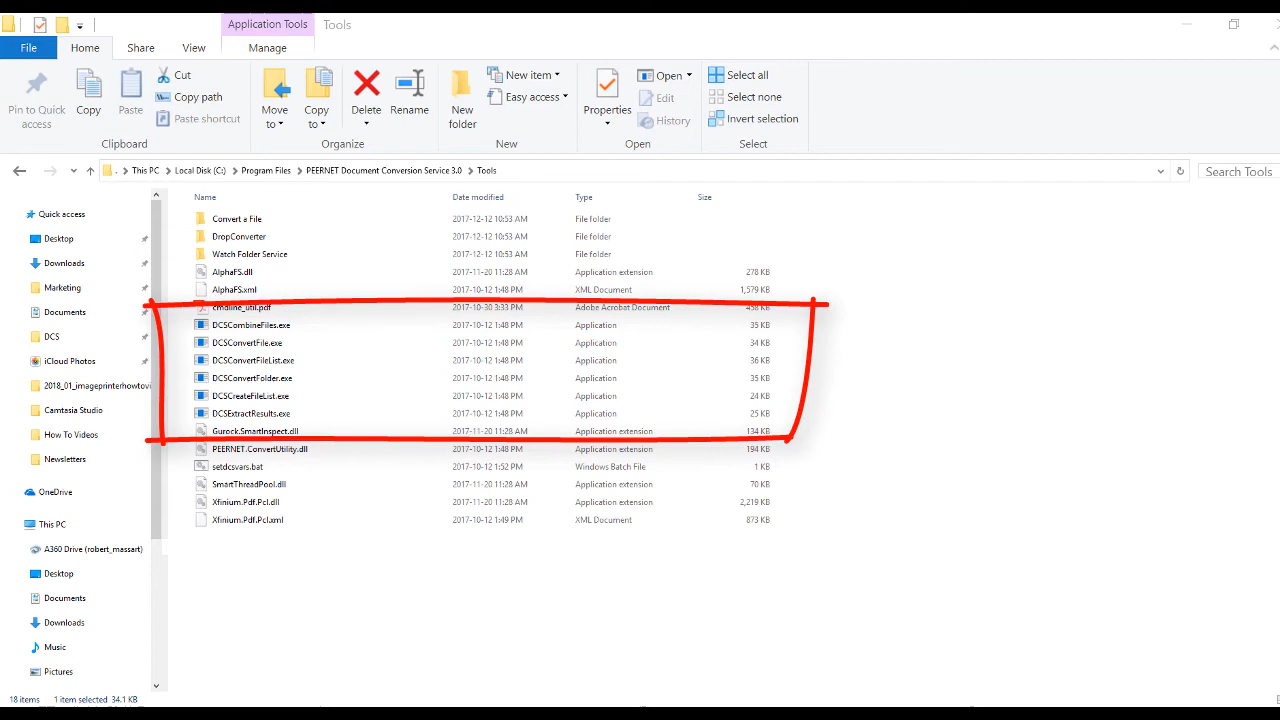 Application Tools Tools
File Home Share View Manage
Pin to Quick access
Copy
Paste
Cut
Copy path
Paste shortcut
Clipboard
Move to
Copy to
Delete
Rename
Organize
New folder
New item
Easy access
New
Properties
Open
Edit
History
Open
Select all
Select none
Invert selection
Select
. This PC Local Disk (C:) Program Files PEERNET Document Conversion Service 3.0 Tools Search Tools
Quick access
Desktop
Downloads
Marketing
Documents
DCS
iCloud Photos
2018_01_imageprinterhowtovi
Camtasia Studio
How To Videos
Newsletters
OneDrive
This PC
A360 Drive (robert_massart)
Desktop
Documents
Downloads
Music
Pictures
Name Date modified Type Size
Convert a File 2017-12-12 10:53 AM File folder
DropConverter 2017-12-12 10:53 AM File folder
Watch Folder Service 2017-12-12 10:53 AM File folder
AlphaFS.dll 2017-11-20 11:28 AM Application extension 278 KB
AlphaFS.xml 2017-11-20 11:28 AM XML Document 1,579 KB
cmdline_util.pdf 2017-10-30 3:33 PM Adobe Acrobat Document 458 KB
DCSCombineFiles.exe 2017-10-12 1:48 PM Application 35 KB
DCSConvertFile.exe 2017-10-12 1:48 PM Application 34 KB
DCSConvertFileList.exe 2017-10-12 1:48 PM Application 36 KB
DCSConvertFolder.exe 2017-10-12 1:48 PM Application 35 KB
DCSCreateFileList.exe 2017-10-12 1:48 PM Application 24 KB
DCSExtractResults.exe 2017-10-12 1:48 PM Application 25 KB
Gurock.SmartInspect.dll 2017-11-20 11:28 AM Application extension 134 KB
PEERNET.ConvertUtility.dll 2017-10-12 1:48 PM Application extension 194 KB
setdcsvars.bat 2017-10-12 1:52 PM Windows Batch File 1 KB
SmartThreadPool.dll 2017-11-20 11:28 AM Application extension 70 KB
Xfinium.Pdf.Pcl.dll 2017-11-20 11:28 AM Application extension 2,219 KB
Xfinium.Pdf.Pcl.xml 2017-10-12 1:49 PM XML Document 873 KB
18 items 1 item selected 34.1 KB